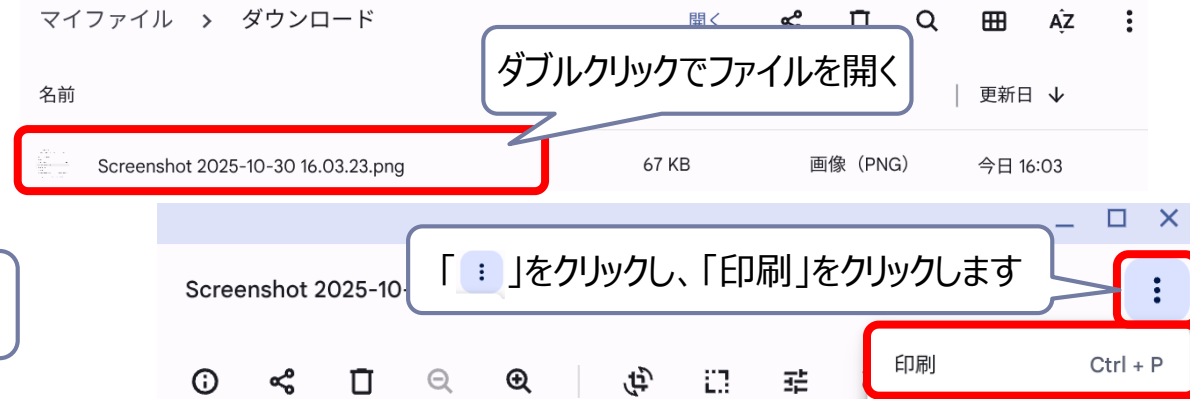 マイファイル > ダウンロード
開く
AZ
ダブルクリックでファイルを開く
名前
更新日 ↓
Screenshot 2025-10-30 16.03.23.png 67 KB 画像（PNG） 今日 16:03
「⋮」をクリックし、「印刷」をクリックします
Screenshot 2025-10-
印刷 Ctrl + P